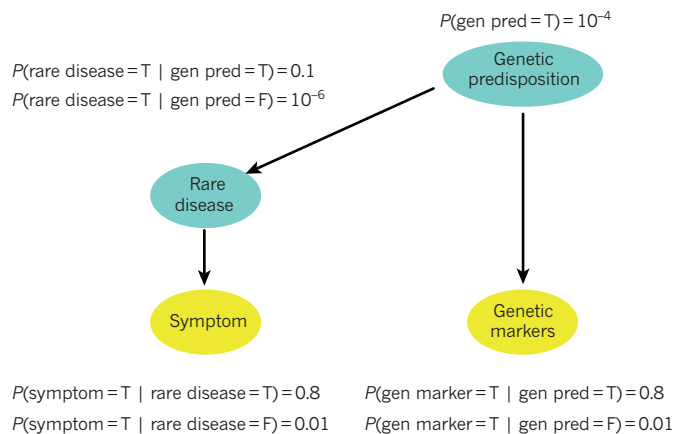 P(gen pred = T) = 10⁻⁴
Genetic
predisposition
P(rare disease = T | gen pred = T) = 0.1
P(rare disease = T | gen pred = F) = 10⁻⁶
Rare
disease
Symptom
Genetic
markers
P(symptom = T | rare disease = T) = 0.8
P(symptom = T | rare disease = F) = 0.01
P(gen marker = T | gen pred = T) = 0.8
P(gen marker = T | gen pred = F) = 0.01